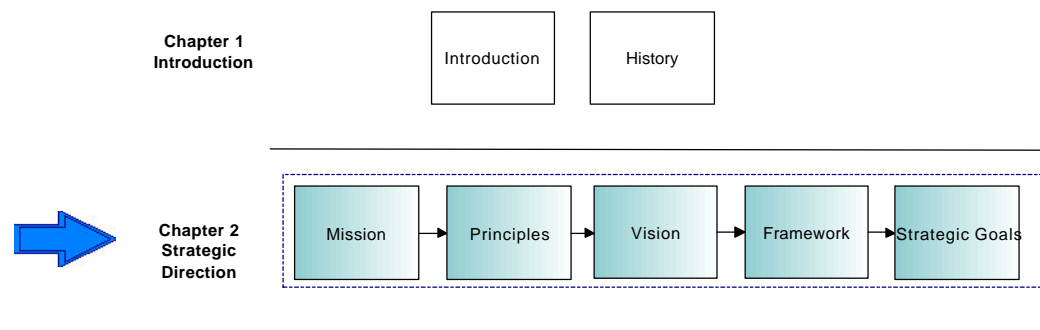 Chapter 1
Introduction
Introduction
History
Chapter 2
Strategic
Direction
Mission
Principles
Vision
Framework
Strategic Goals